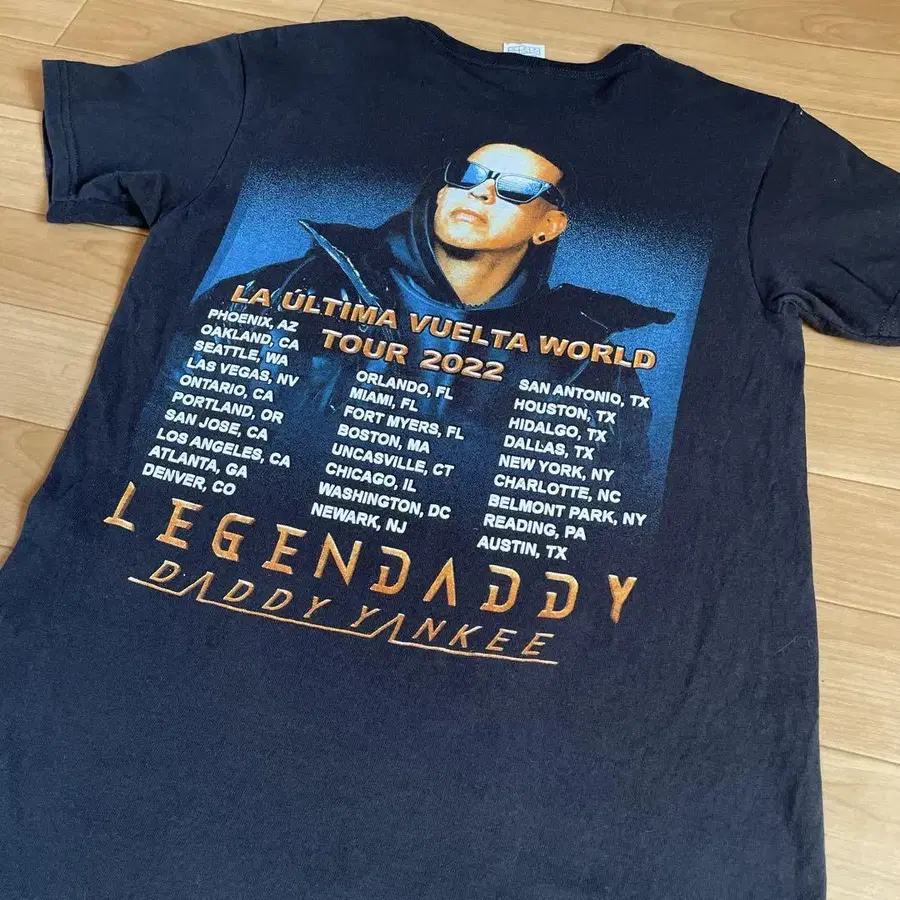 LA ÚLTIMA VUELTA WORLD
TOUR 2022
PHOENIX, AZ
OAKLAND, CA
SEATTLE, WA
LAS VEGAS, NV
ONTARIO, CA
PORTLAND, OR
SAN JOSE, CA
LOS ANGELES, CA
ATLANTA, GA
DENVER, CO
ORLANDO, FL
MIAMI, FL
FORT MYERS, FL
BOSTON, MA
UNCASVILLE, CT
CHICAGO, IL
WASHINGTON, DC
NEWARK, NJ
SAN ANTONIO, TX
HOUSTON, TX
HIDALGO, TX
DALLAS, TX
NEW YORK, NY
CHARLOTTE, NC
BELMONT PARK, NY
READING, PA
AUSTIN, TX
LEGENDADDY
DADDY YANKEE